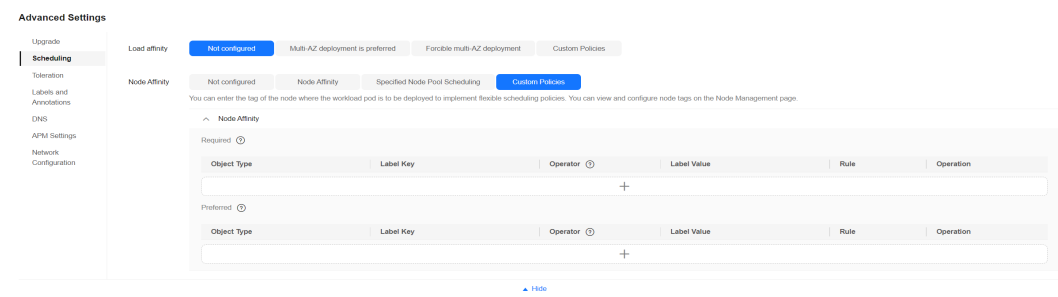 Advanced Settings
Upgrade
Scheduling
Toleration
Labels and
Annotations
DNS
APM Settings
Network
Configuration
Load affinity
Not configured
Multi-AZ deployment is preferred
Forcible multi-AZ deployment
Custom Policies
Node Affinity
Not configured
Node Affinity
Specified Node Pool Scheduling
Custom Policies
You can enter the tag of the node where the workload pod is to be deployed to implement flexible scheduling policies. You can view and configure node tags on the Node Management page
Node Affinity
Required ?
Object Type Label Key Operator ? Label Value Rule Operation
+
Preferred ?
Object Type Label Key Operator ? Label Value Rule Operation
+
Hide